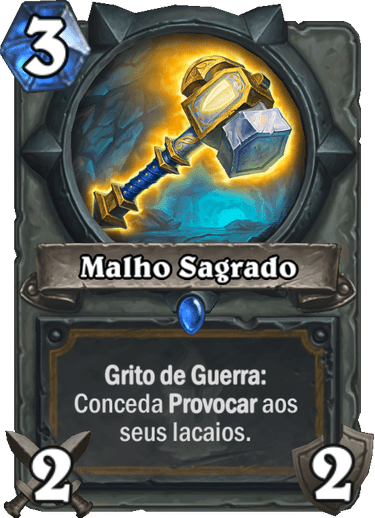 3
Malho Sagrado
Grito de Guerra:
Conceda Provocar aos
seus lacaios.
2
2